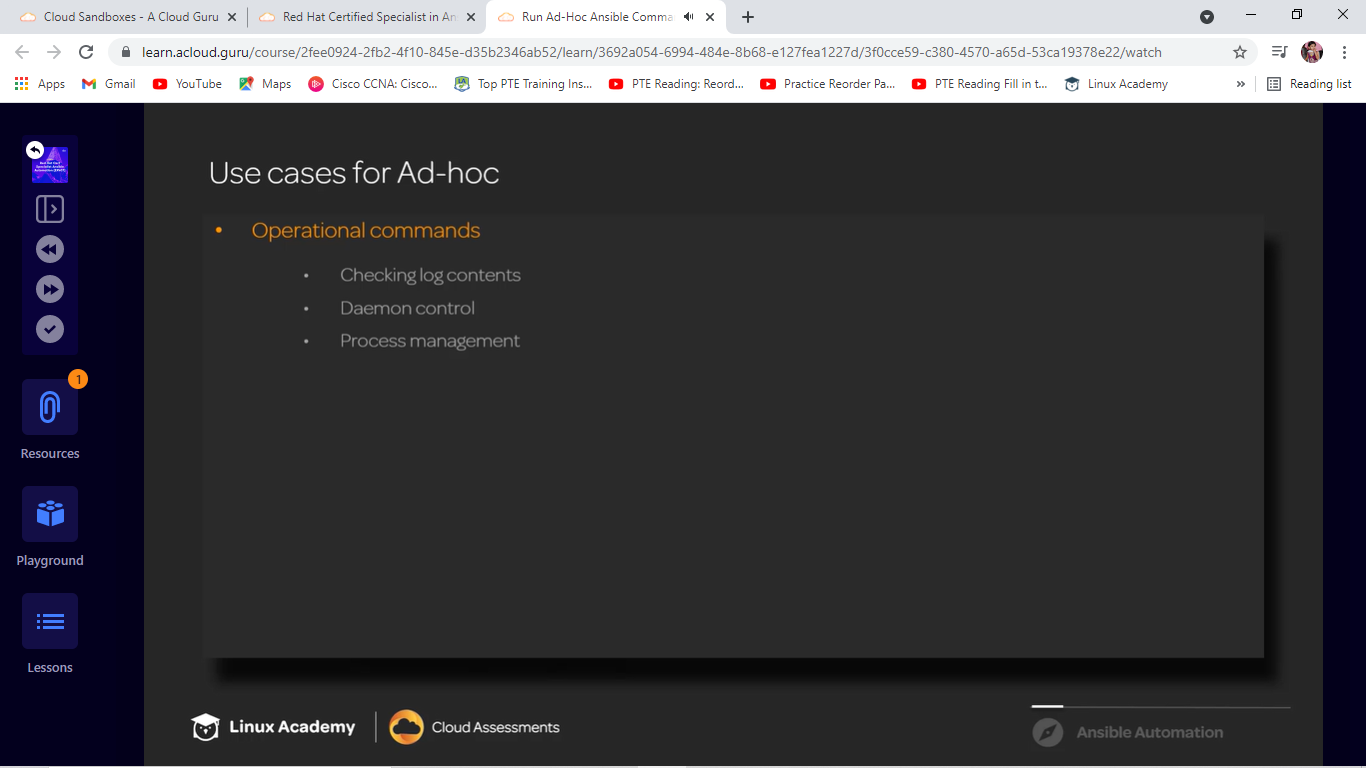 Cloud Sandboxes - A Cloud Guru
Red Hat Certified Specialist in An
Run Ad-Hoc Ansible Comma
learn.acloud.guru/course/2fee0924-2fb2-4f10-845e-d35b2346ab52/learn/3692a054-6994-484e-8b68-e127fea1227d/3f0cce59-c380-4570-a65d-53ca19378e22/watch
Apps
Gmail
YouTube
Maps
Cisco CCNA: Cisco...
Top PTE Training Ins...
PTE Reading: Reord...
Practice Reorder Pa...
PTE Reading Fill in t...
Linux Academy
»
Reading list
Use cases for Ad-hoc
• Operational commands
• Checking log contents
• Daemon control
• Process management
1
Resources
Playground
Lessons
Linux Academy
Cloud Assessments
Ansible Automation